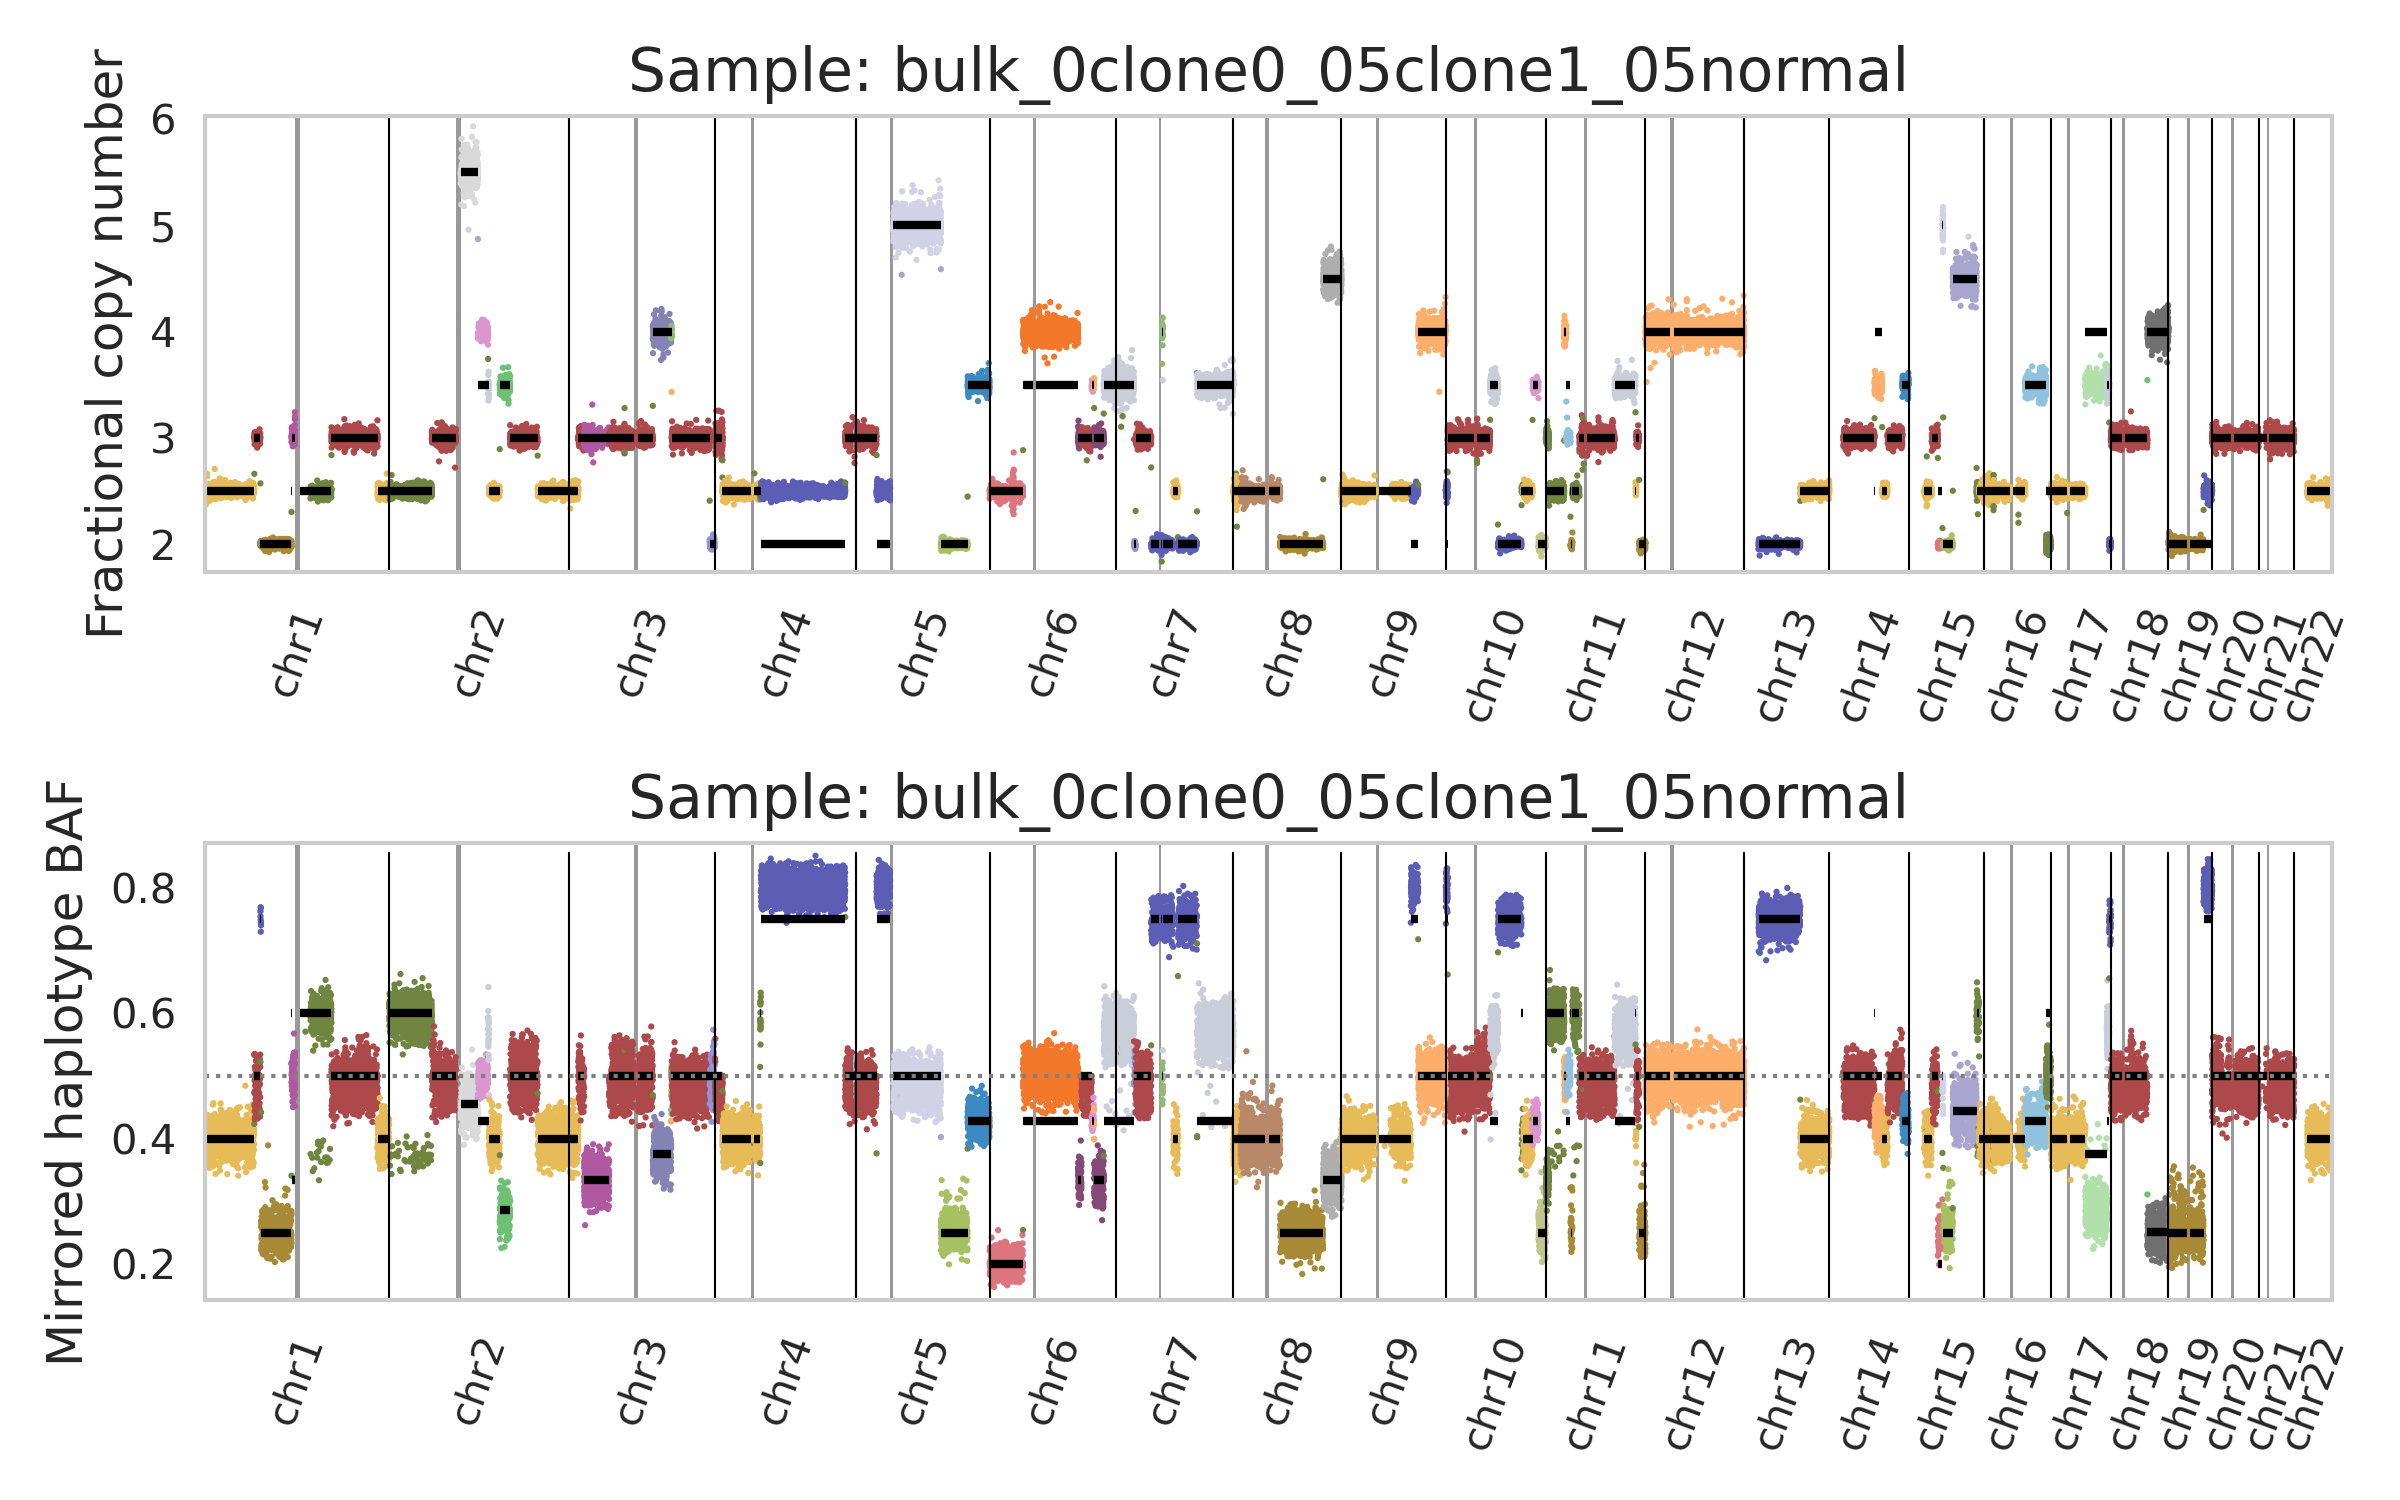 Sample: bulk_0clone0_05clone1_05normal
Fractional copy number
6
5
4
3
2
chr1 chr2 chr3 chr4 chr5 chr6 chr7 chr8 chr9 chr10 chr11 chr12 chr13 chr14 chr15 chr16 chr17 chr18 chr19 chr20 chr21 chr22
Sample: bulk_0clone0_05clone1_05normal
Mirrored haplotype BAF
0.8
0.6
0.4
0.2
chr1 chr2 chr3 chr4 chr5 chr6 chr7 chr8 chr9 chr10 chr11 chr12 chr13 chr14 chr15 chr16 chr17 chr18 chr19 chr20 chr21 chr22